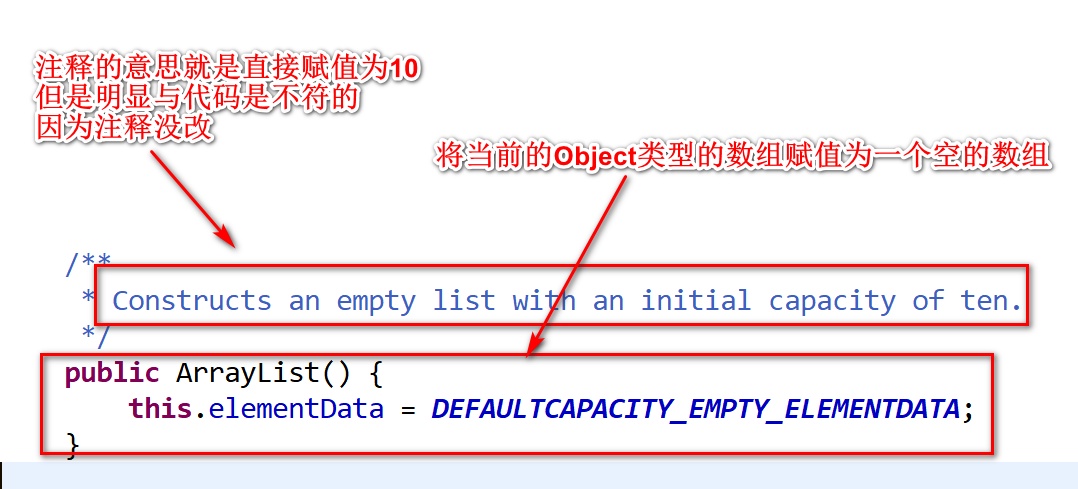 注释的意思就是直接赋值为10
但是明显与代码是不符的
因为注释没改
将当前的Object类型的数组赋值为一个空的数组
/**
* Constructs an empty list with an initial capacity of ten.
*/
public ArrayList() {
this.elementData = DEFAULTCAPACITY_EMPTY_ELEMENTDATA;
}